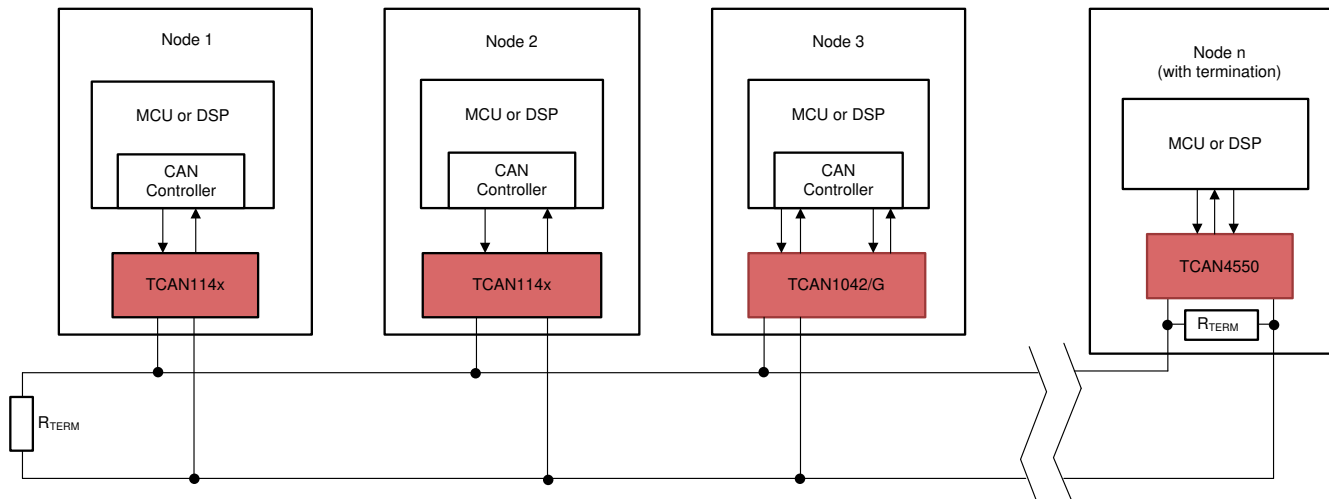 Node 1
MCU or DSP
CAN
Controller
TCAN114x
Node 2
MCU or DSP
CAN
Controller
TCAN114x
Node 3
MCU or DSP
CAN
Controller
TCAN1042/G
Node n
(with termination)
MCU or DSP
TCAN4550
RTERM
RTERM